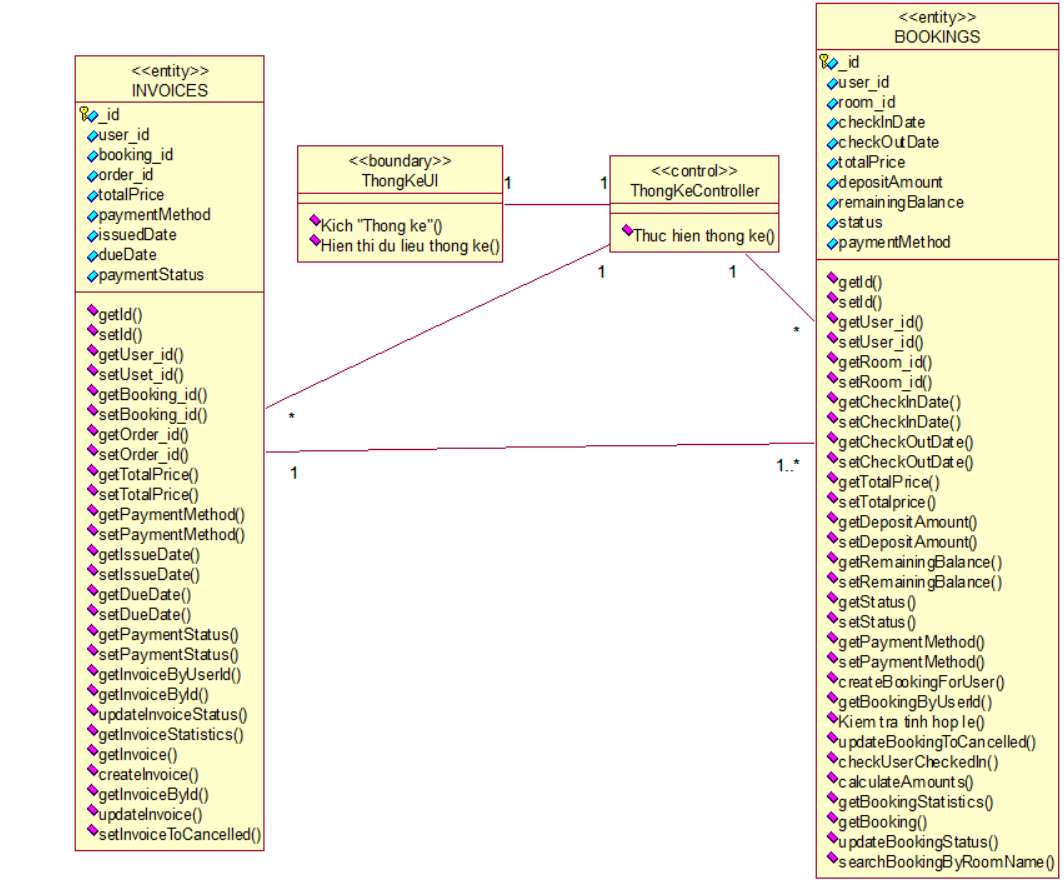 <<entity>>
INVOICES
_id
user_id
booking_id
order_id
totalPrice
paymentMethod
issuedDate
dueDate
paymentStatus
getId()
setId()
getUser_id()
setUset_id()
getBooking_id()
setBooking_id()
getOrder_id()
setOrder_id()
getTotalPrice()
setTotalPrice()
getPaymentMethod()
setPaymentMethod()
getIssueDate()
setIssueDate()
getDueDate()
setDueDate()
getPaymentStatus()
setPaymentStatus()
getInvoiceByUserId()
getInvoiceById()
updateInvoiceStatus()
getInvoiceStatistics()
getInvoice()
createInvoice()
getInvoiceById()
updateInvoice()
setInvoiceToCancelled()
<<boundary>>
ThongKeUI
Kich "Thong ke"()
Hien thi du lieu thong ke()
1
1
<<control>>
ThongKeController
Thuc hien thong ke()
1
1
*
*
1
1..*
<<entity>>
BOOKINGS
_id
user_id
room_id
checkInDate
checkOutDate
totalPrice
depositAmount
remainingBalance
status
paymentMethod
getId()
setId()
getUser_id()
setUser_id()
getRoom_id()
setRoom_id()
getCheckInDate()
setCheckInDate()
getCheckOutDate()
setCheckOutDate()
getTotalPrice()
setTotalprice()
getDepositAmount()
setDepositAmount()
getRemainingBalance()
setRemainingBalance()
getStatus()
setStatus()
getPaymentMethod()
setPaymentMethod()
createBookingForUser()
getBookingByUserId()
Kiem tra tinh hop le()
updateBookingToCancelled()
checkUserCheckedIn()
calculateAmounts()
getBookingStatistics()
getBooking()
updateBookingStatus()
searchBookingByRoomName()